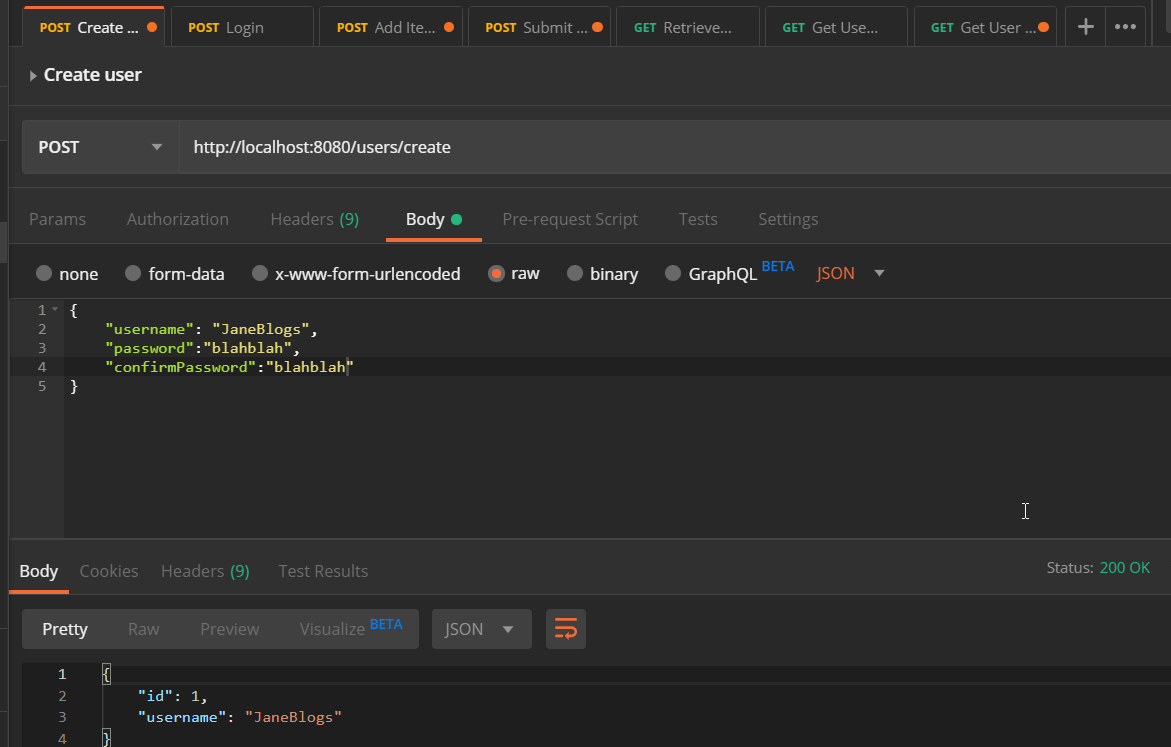 POST Create ... POST Login POST Add Ite... POST Submit ... GET Retrieve... GET Get Use... GET Get User ... + •••
Create user
POST http://localhost:8080/users/create
Params Authorization Headers (9) Body Pre-request Script Tests Settings
none form-data x-www-form-urlencoded raw binary GraphQL BETA JSON
1 {
2 "username": "JaneBlogs",
3 "password":"blahblah",
4 "confirmPassword":"blahblah"
5 }
Body Cookies Headers (9) Test Results Status: 200 OK
Pretty Raw Preview Visualize BETA JSON
1 {
2 "id": 1,
3 "username": "JaneBlogs"
4 }